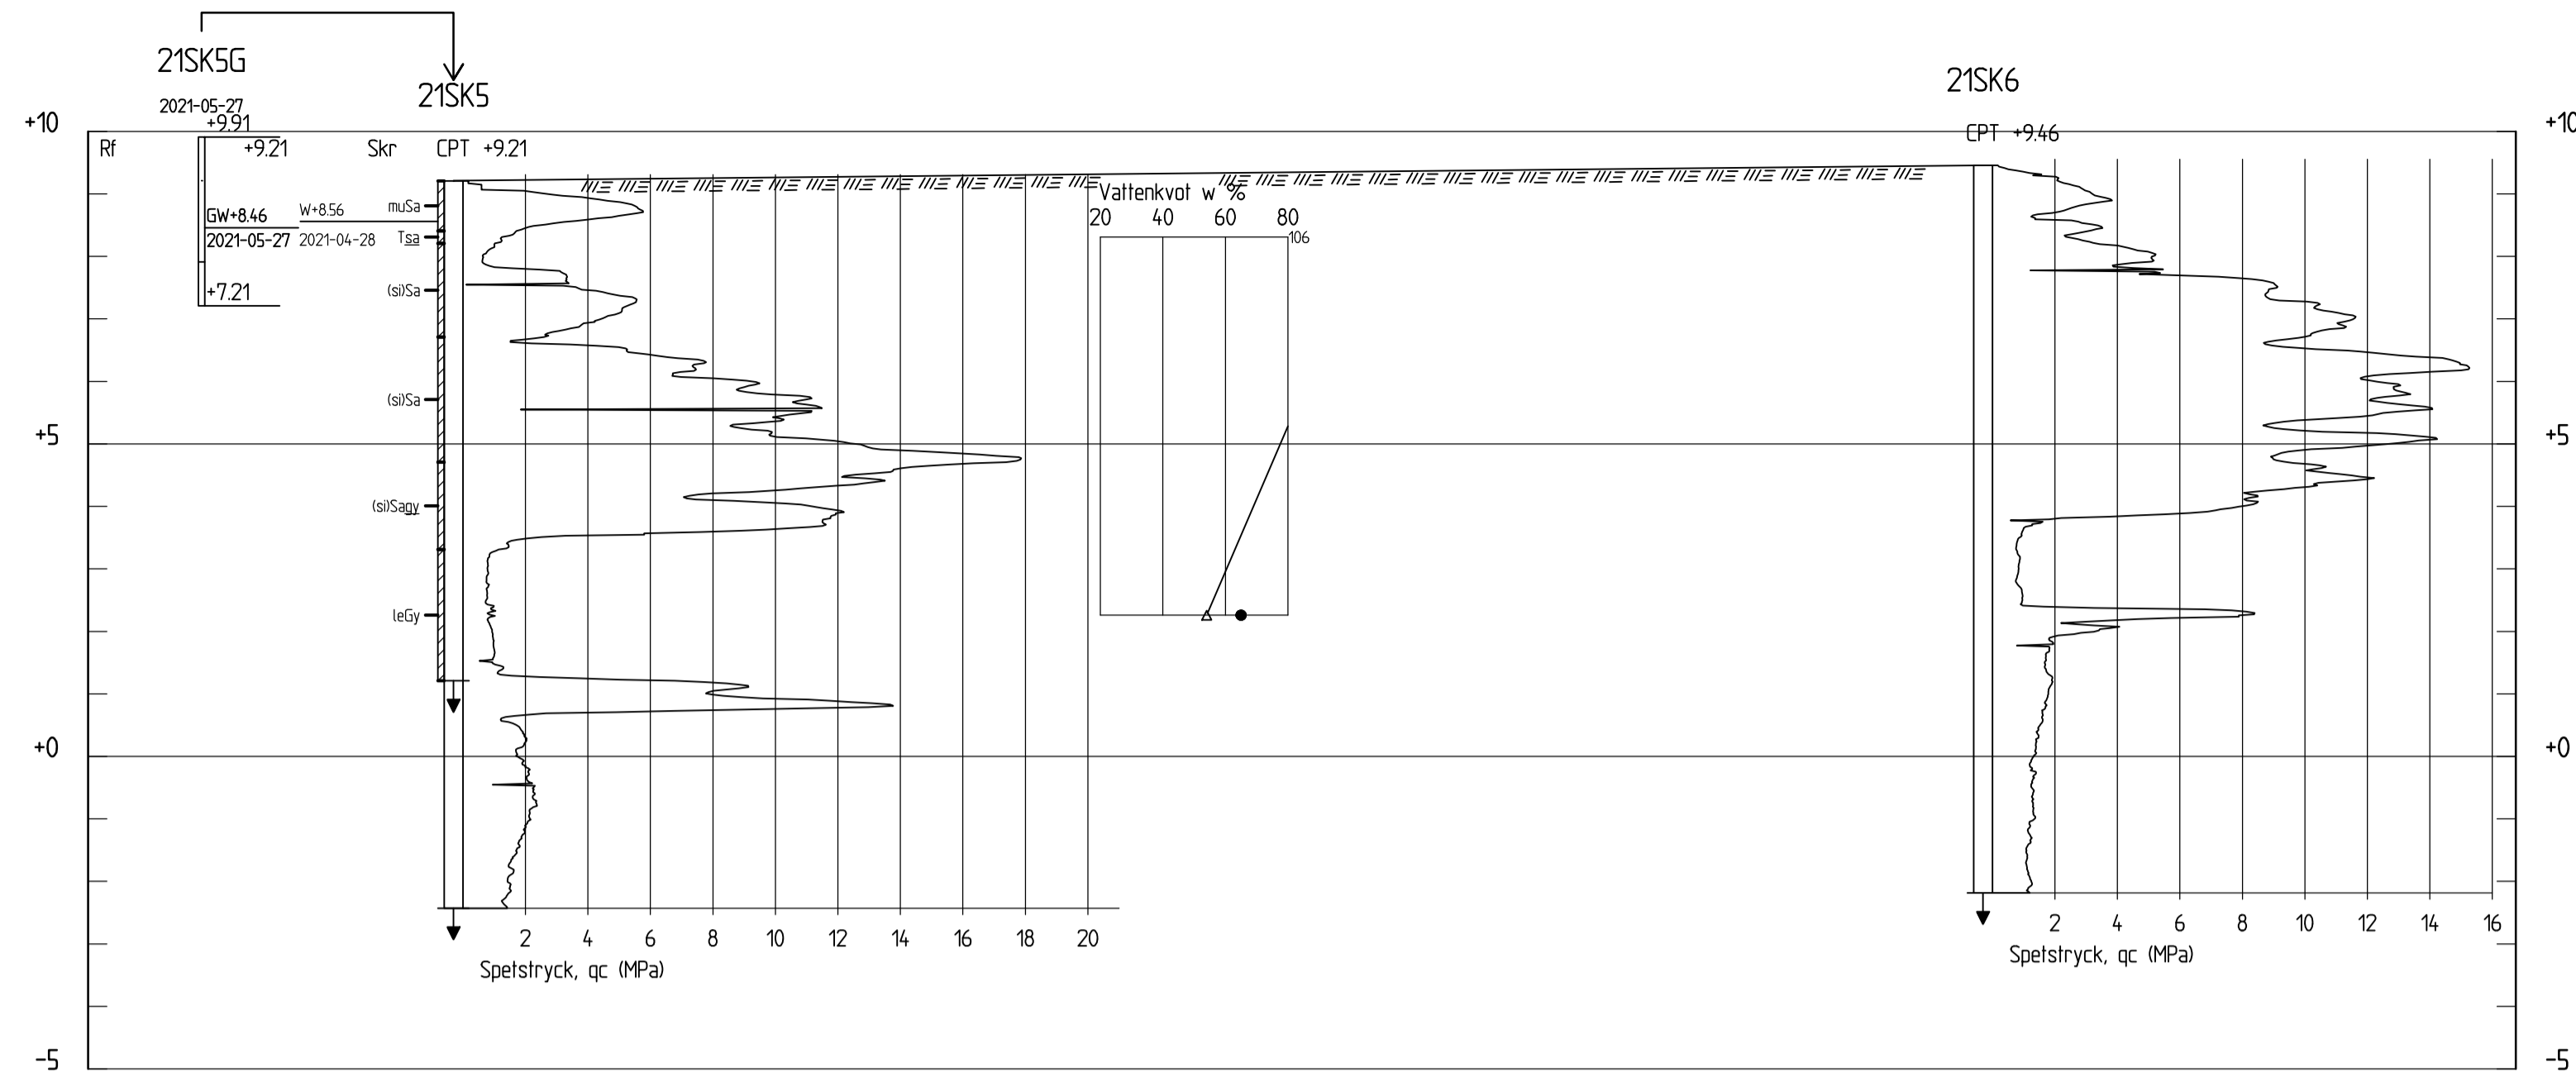 21SK5G
21SK5
21SK6
2021-05-27
+9.91
+10
+10
CPT +9.46
Rf
+9.21
Skr
CPT +9.21
Vattenkvot w %
20 40 60 80
106
muSa
GW+8.46
W+8.56
2021-05-27
2021-04-28
Tsa
(si)Sa
+7.21
(si)Sa
+5
+5
(si)Sagy
leGy
+0
+0
2 4 6 8 10 12 14 16 18 20
Spetstryck, qc (MPa)
2 4 6 8 10 12 14 16
Spetstryck, qc (MPa)
-5
-5